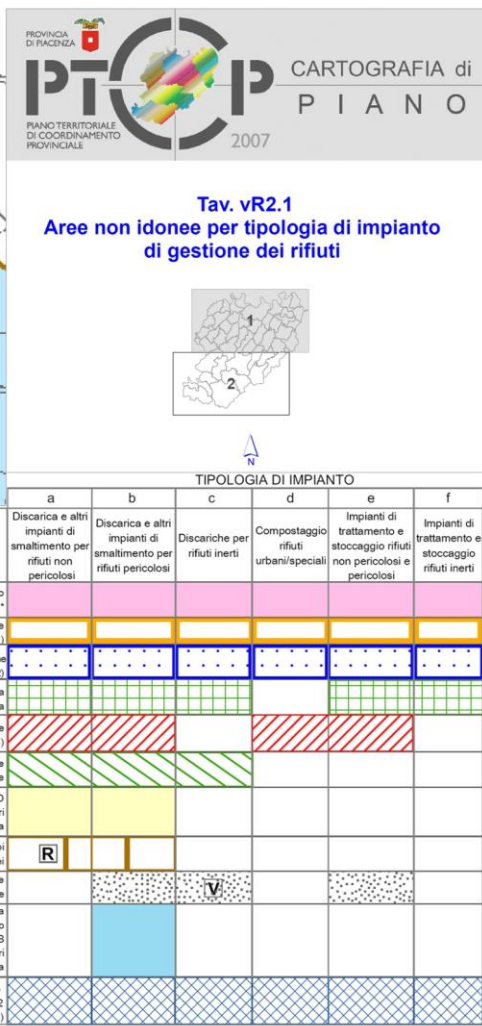 PROVINCIA
DI PIACENZA
PTCP
PIANO TERRITORIALE
DI COORDINAMENTO
PROVINCIALE
2007
CARTOGRAFIA di
PIANO
Tav. vR2.1
Aree non idonee per tipologia di impianto
di gestione dei rifiuti
1
2
N
TIPOLOGIA DI IMPIANTO
a b c d e f
Discarica e altri
impianti di
smaltimento per
rifiuti non
pericolosi
Discarica e altri
impianti di
smaltimento per
rifiuti pericolosi
Discariche per
rifiuti inerti
Compostaggio
rifiuti
urbani/speciali
Impianti di
trattamento e
stoccaggio rifiuti
non pericolosi e
pericolosi
Impianti di
trattamento e
stoccaggio
rifiuti inerti
R
V